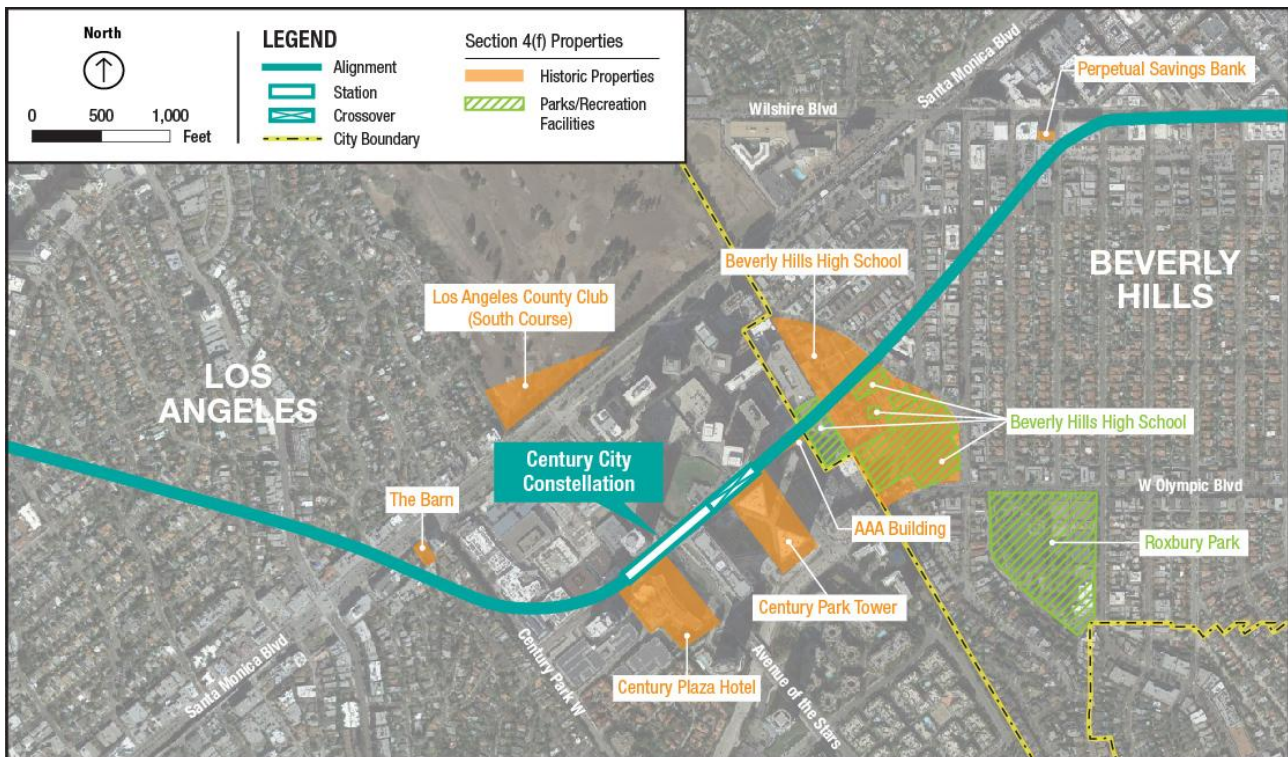 North
0 500 1,000
Feet
LEGEND
Alignment
Station
Crossover
City Boundary
Section 4(f) Properties
Historic Properties
Parks/Recreation
Facilities
Santa Monica Blvd
Perpetual Savings Bank
Wilshire Blvd
Beverly Hills High School
BEVERLY
HILLS
Los Angeles County Club
(South Course)
LOS
ANGELES
Beverly Hills High School
Century City
Constellation
W Olympic Blvd
The Barn
AAA Building
Roxbury Park
Century Park Tower
Santa Monica Blvd
Century Park W
Avenue of the Stars
Century Plaza Hotel